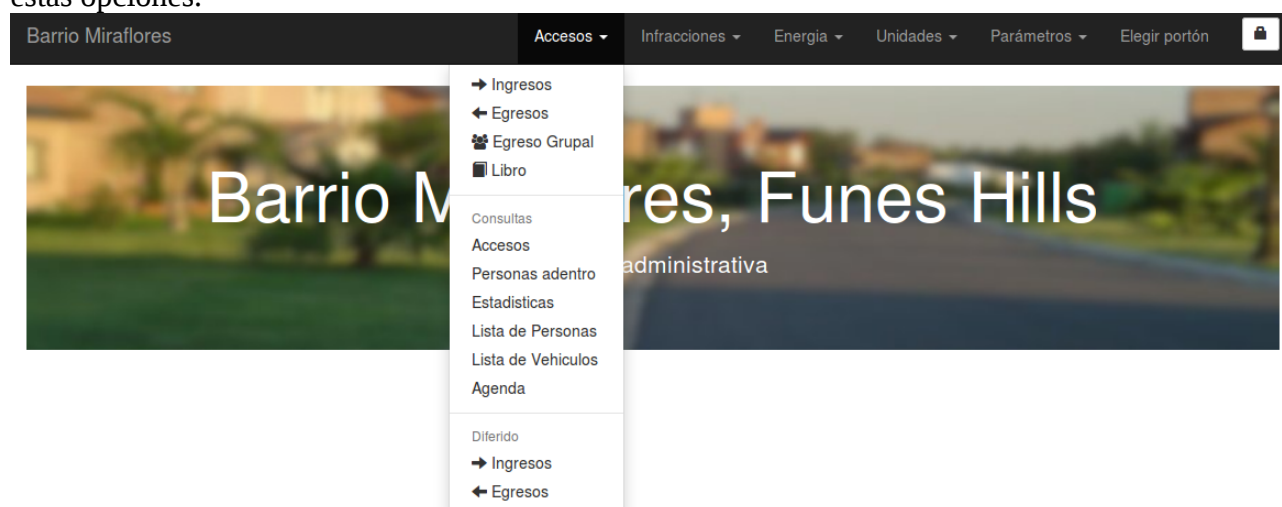 estas opciones.
Barrio Miraflores Accesos Infracciones Energia Unidades Parámetros Elegir portón
Ingresos
Egresos
Egreso Grupal
Libro
Barrio M res, Funes Hills
Consultas
Accesos
Personas adentro
administrativa
Estadisticas
Lista de Personas
Lista de Vehiculos
Agenda
Diferido
Ingresos
Egresos